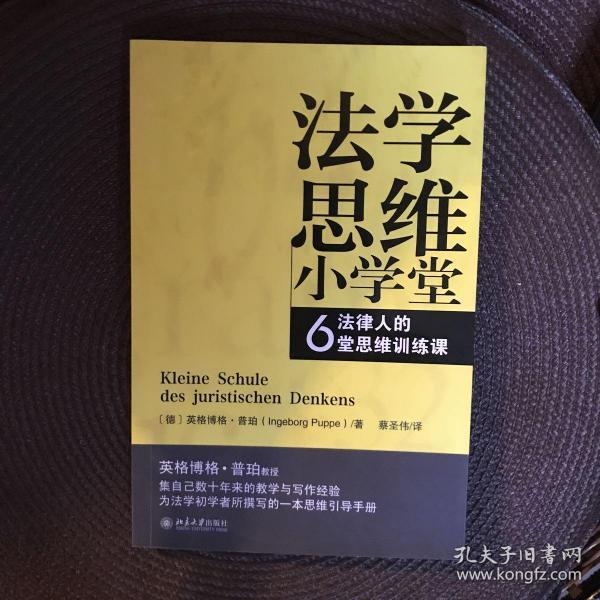 法学
思维
小学堂
法律人的
6堂思维训练课
Kleine Schule
des juristischen Denkens
［德］英格博格·普珀（Ingeborg Puppe）/著 蔡圣伟/译
英格博格·普珀教授
集自己数十年来的教学与写作经验
为法学初学者所撰写的一本思维引导手册
北京大学出版社
孔夫子旧書网
www.kongfz.com